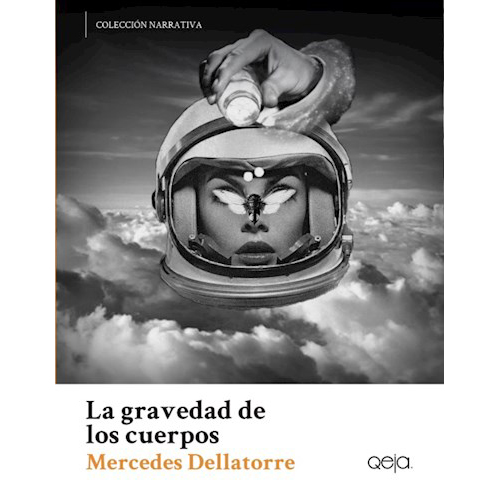 COLECCIÓN NARRATIVA
La gravedad de
los cuerpos
Mercedes Dellatorre
qeja